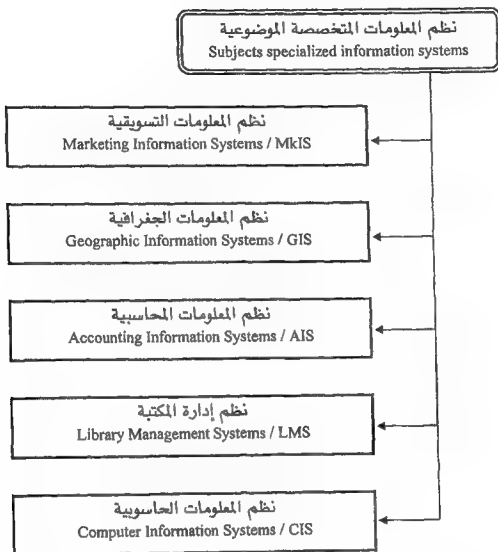 نظم المعلومات المتخصصة الموضوعية
Subjects specialized information systems
نظم المعلومات التسويقية
Marketing Information Systems / MkIS
نظم المعلومات الجغرافية
Geographic Information Systems / GIS
نظم المعلومات المحاسبية
Accounting Information Systems / AIS
نظم إدارة المكتبة
Library Management Systems / LMS
نظم المعلومات الحاسوبية
Computer Information Systems / CIS